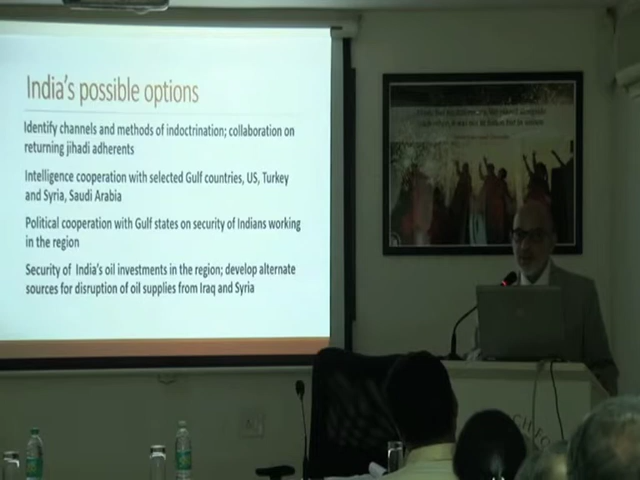 India's possible options
Identify channels and methods of indoctrination; collaboration on
returning jihadi adherents
Intelligence cooperation with selected Gulf countries, US, Turkey
and Syria, Saudi Arabia
Political cooperation with Gulf states on security of Indians working
in the region
Security of India's oil investments in the region; develop alternate
sources for disruption of oil supplies from Iraq and Syria